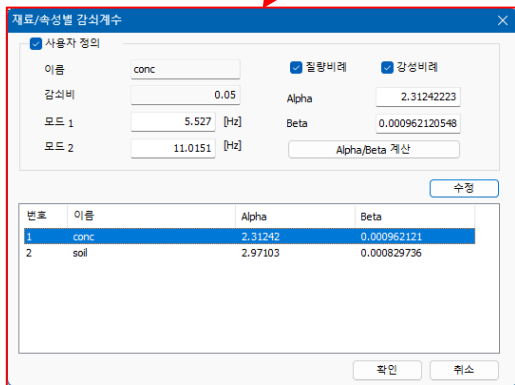 재료/속성별 감쇠계수
사용자 정의
이름 conc 질량비례 강성비례
감쇠비 0.05 Alpha 2.31242223
모드 1 5.527 [Hz] Beta 0.000962120548
모드 2 11.0151 [Hz] Alpha/Beta 계산
수정
번호 이름 Alpha Beta
1 conc 2.31242 0.000962121
2 soil 2.97103 0.000829736
확인 취소